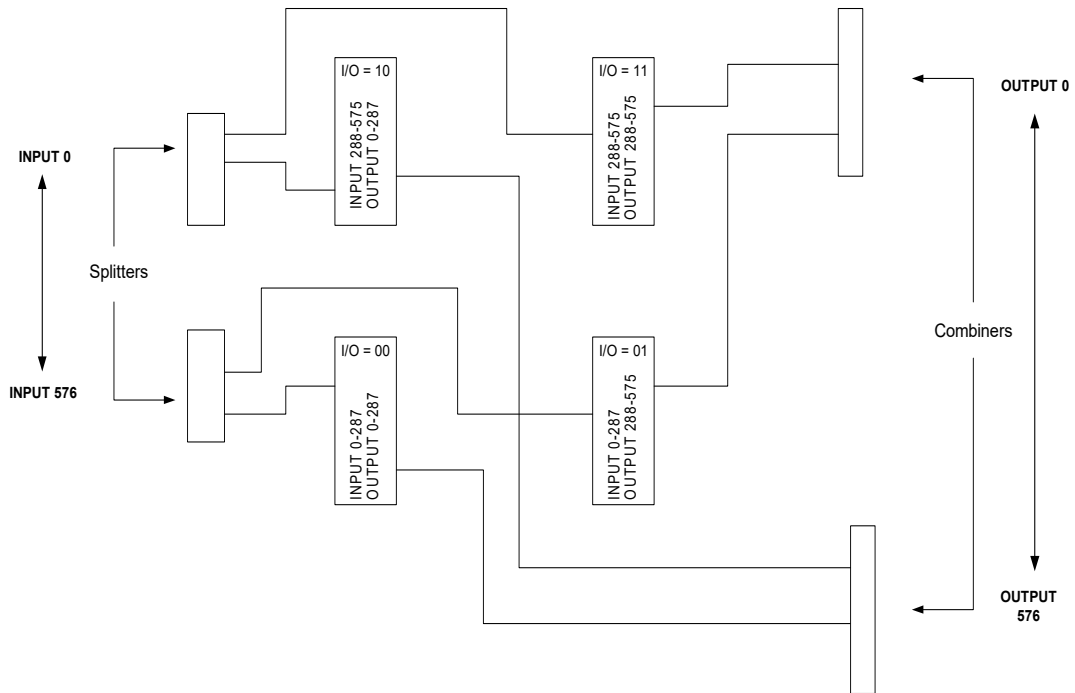 I/O = 10
INPUT 288-575
OUTPUT 0-287
I/O = 11
INPUT 288-575
OUTPUT 288-575
OUTPUT 0
INPUT 0
Splitters
INPUT 576
I/O = 00
INPUT 0-287
OUTPUT 0-287
I/O = 01
INPUT 0-287
OUTPUT 288-575
Combiners
OUTPUT
576